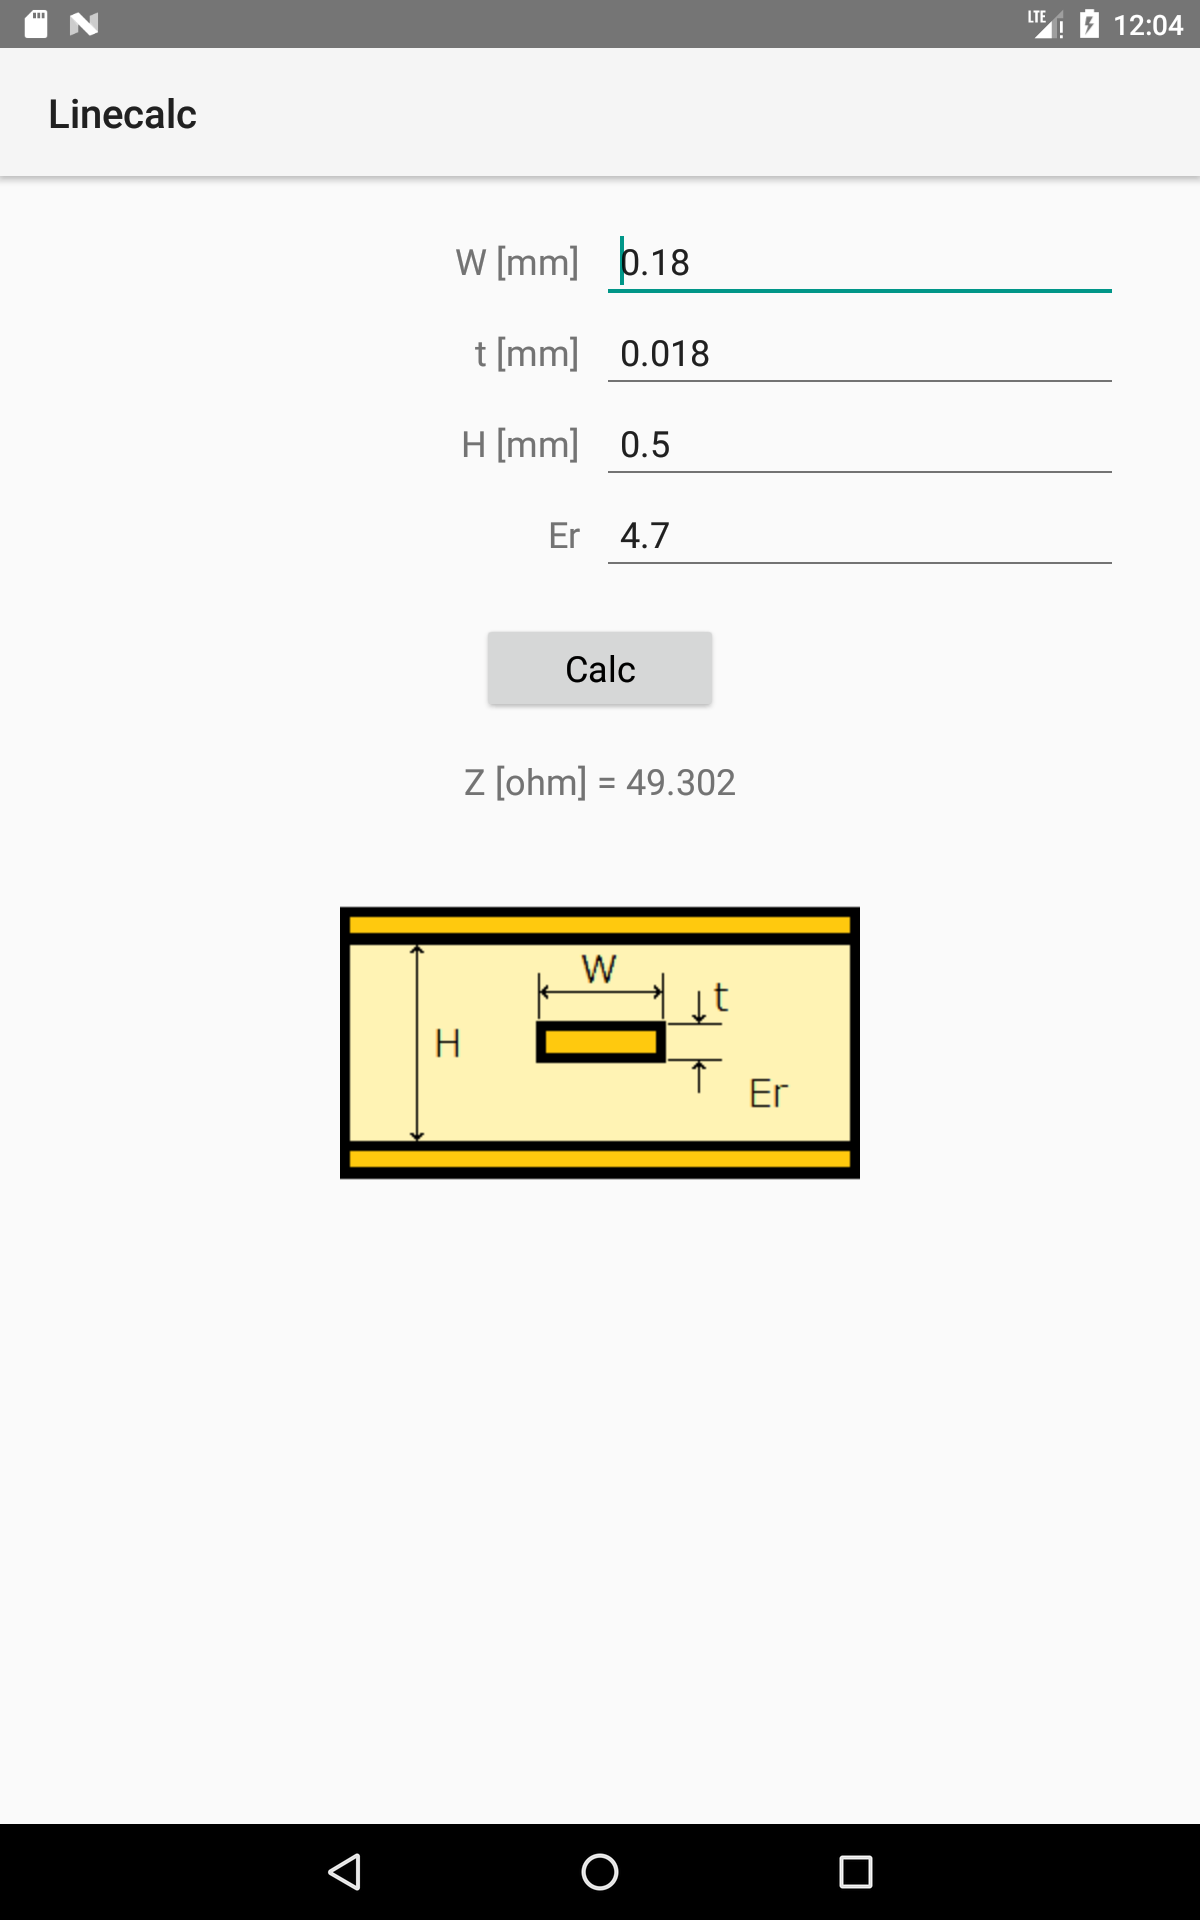 LTE 12:04
Linecalc
W [mm] 0.18
t [mm] 0.018
H [mm] 0.5
Er 4.7
Calc
Z [ohm] = 49.302
W
t
H
Er